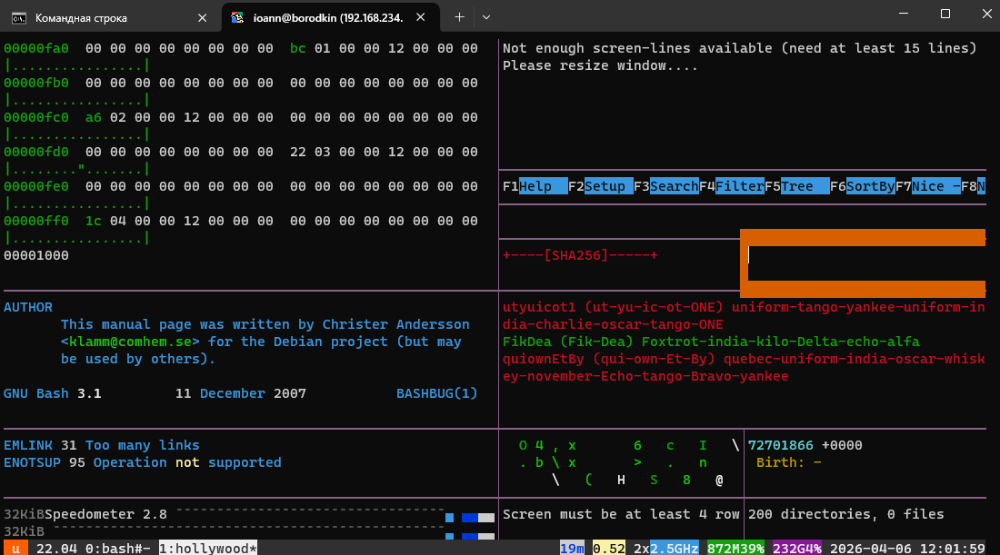 Командная строка
ioann@borodkin (192.168.234.
00000fa0  00 00 00 00 00 00 00 00  bc 01 00 00 12 00 00 00
|................|
00000fb0  00 00 00 00 00 00 00 00  00 00 00 00 00 00 00 00
|................|
00000fc0  a6 02 00 00 12 00 00 00  00 00 00 00 00 00 00 00
|................|
00000fd0  00 00 00 00 00 00 00 00  22 03 00 00 12 00 00 00
|........".......|
00000fe0  00 00 00 00 00 00 00 00  00 00 00 00 00 00 00 00
|................|
00000ff0  1c 04 00 00 12 00 00 00  00 00 00 00 00 00 00 00
|................|
00001000
Not enough screen-lines available (need at least 15 lines)
Please resize window....
F1Help  F2Setup F3SearchF4FilterF5Tree  F6SortByF7Nice -F8N
+----[SHA256]-----+
AUTHOR
This manual page was written by Christer Andersson
<klamm@comhem.se> for the Debian project (but may
be used by others).
GNU Bash 3.1         11 December 2007           BASHBUG(1)
utyuicot1 (ut-yu-ic-ot-ONE) uniform-tango-yankee-uniform-in
dia-charlie-oscar-tango-ONE
FikDea (Fik-Dea) Foxtrot-india-kilo-Delta-echo-alfa
quiownEtBy (qui-own-Et-By) quebec-uniform-india-oscar-whisk
ey-november-Echo-tango-Bravo-yankee
EMLINK 31 Too many links
ENOTSUP 95 Operation not supported
O 4 , x       6   c   I   \
. b \ x       >   .   n
\   (   H   S   8   @
72701866 +0000
Birth: -
32KiBSpeedometer 2.8 ---------------------------------
32KiB ------------------------------------------------
Screen must be at least 4 row
200 directories, 0 files
u  22.04 0:bash#- 1:hollywood*
19m 0.52 2x2.5GHz 872M39% 232G4% 2026-04-06 12:01:59